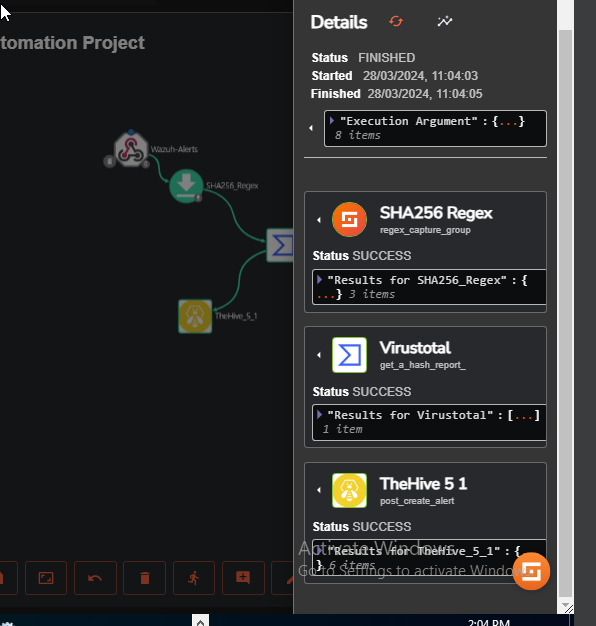 tomation Project
Wazuh-Alerts
SHA256_Regex
TheHive_5_1
Details
Status FINISHED
Started 28/03/2024, 11:04:03
Finished 28/03/2024, 11:04:05
"Execution Argument" : {...}
8 items
SHA256 Regex
regex_capture_group
Status SUCCESS
"Results for SHA256_Regex" : {
...} 3 items
Virustotal
get_a_hash_report_
Status SUCCESS
"Results for Virustotal" : [...]
1 item
TheHive 5 1
post_create_alert
Status SUCCESS
"Results for TheHive_5_1" : {
} 6 items
Activate Windows
Go to Settings to activate Windows
2:04 PM